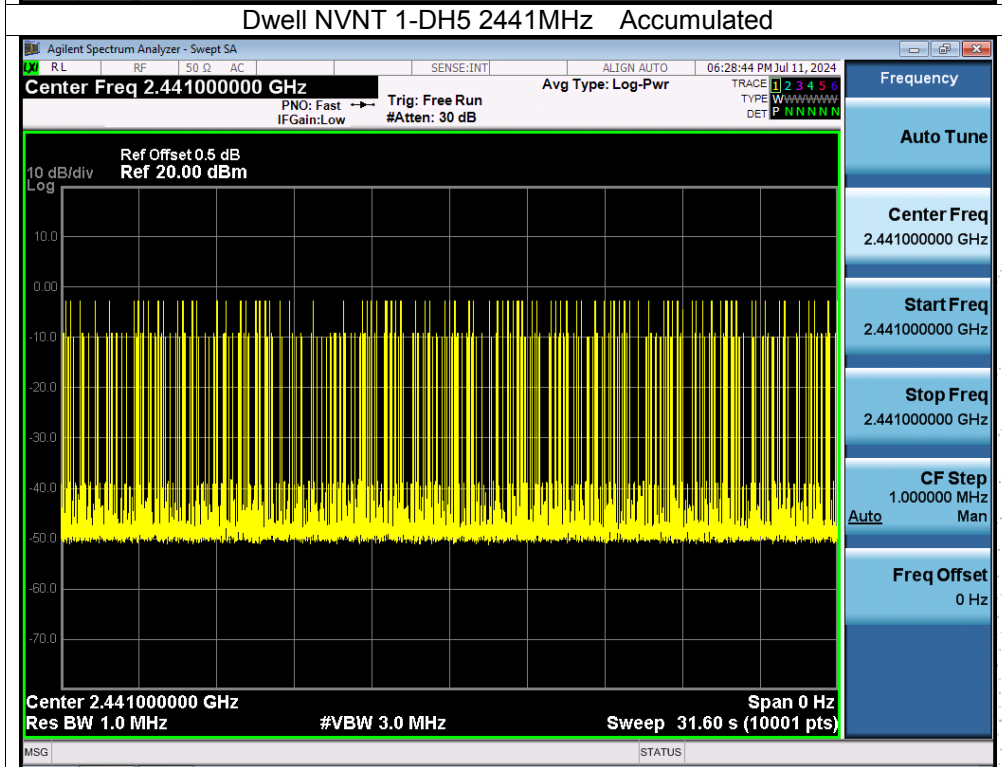 Dwell NVNT 1-DH5 2441MHz Accumulated
Agilent Spectrum Analyzer - Swept SA
LXI RL RF 50 Ω AC SENSE:INT ALIGN AUTO 06:28:44 PM Jul 11, 2024
Center Freq 2.441000000 GHz
PNO: Fast
IFGain:Low
Trig: Free Run
#Atten: 30 dB
Avg Type: Log-Pwr
TRACE 1 2 3 4 5 6
TYPE WWWWWW
DET P N N N N N
Ref Offset 0.5 dB
10 dB/div Ref 20.00 dBm
Log
10.0
0.00
-10.0
-20.0
-30.0
-40.0
-50.0
-60.0
-70.0
Center 2.441000000 GHz Span 0 Hz
Res BW 1.0 MHz #VBW 3.0 MHz Sweep 31.60 s (10001 pts)
MSG STATUS
Frequency
Auto Tune
Center Freq
2.441000000 GHz
Start Freq
2.441000000 GHz
Stop Freq
2.441000000 GHz
CF Step
1.000000 MHz
Auto Man
Freq Offset
0 Hz